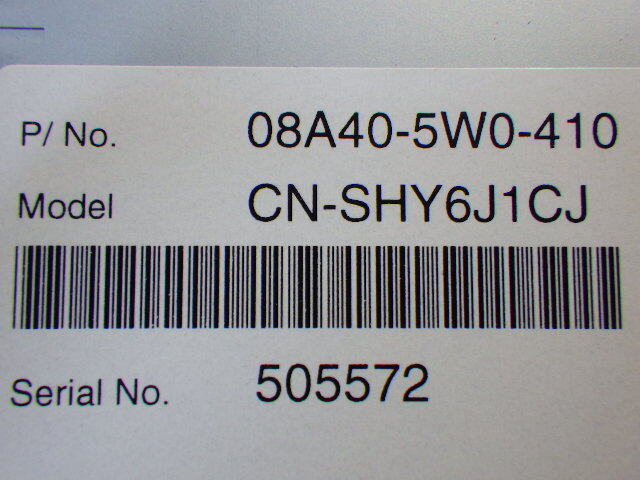 P/ No. 08A40-5W0-410
Model CN-SHY6J1CJ
Serial No. 505572